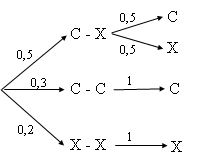 0,5 C
C - X
0,5 X
0,5
0,3 C - C 1 C
0,2
X - X 1 X